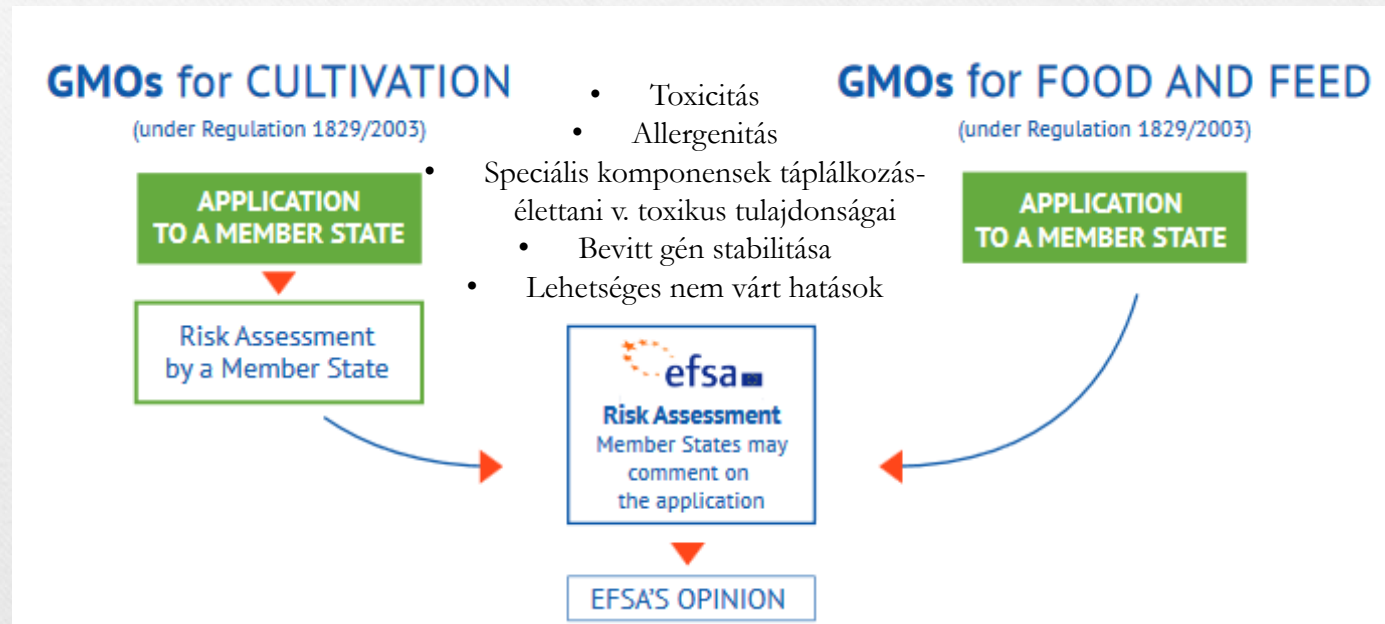 GMOs for CULTIVATION
(under Regulation 1829/2003)
APPLICATION
TO A MEMBER STATE
Risk Assessment
by a Member State
• Toxicitás
• Allergenitás
• Speciális komponensek táplálkozás-
élettani v. toxikus tulajdonságai
• Bevitt gén stabilitása
• Lehetséges nem várt hatások
GMOs for FOOD AND FEED
(under Regulation 1829/2003)
APPLICATION
TO A MEMBER STATE
efsa
Risk Assessment
Member States may
comment on
the application
EFSA'S OPINION